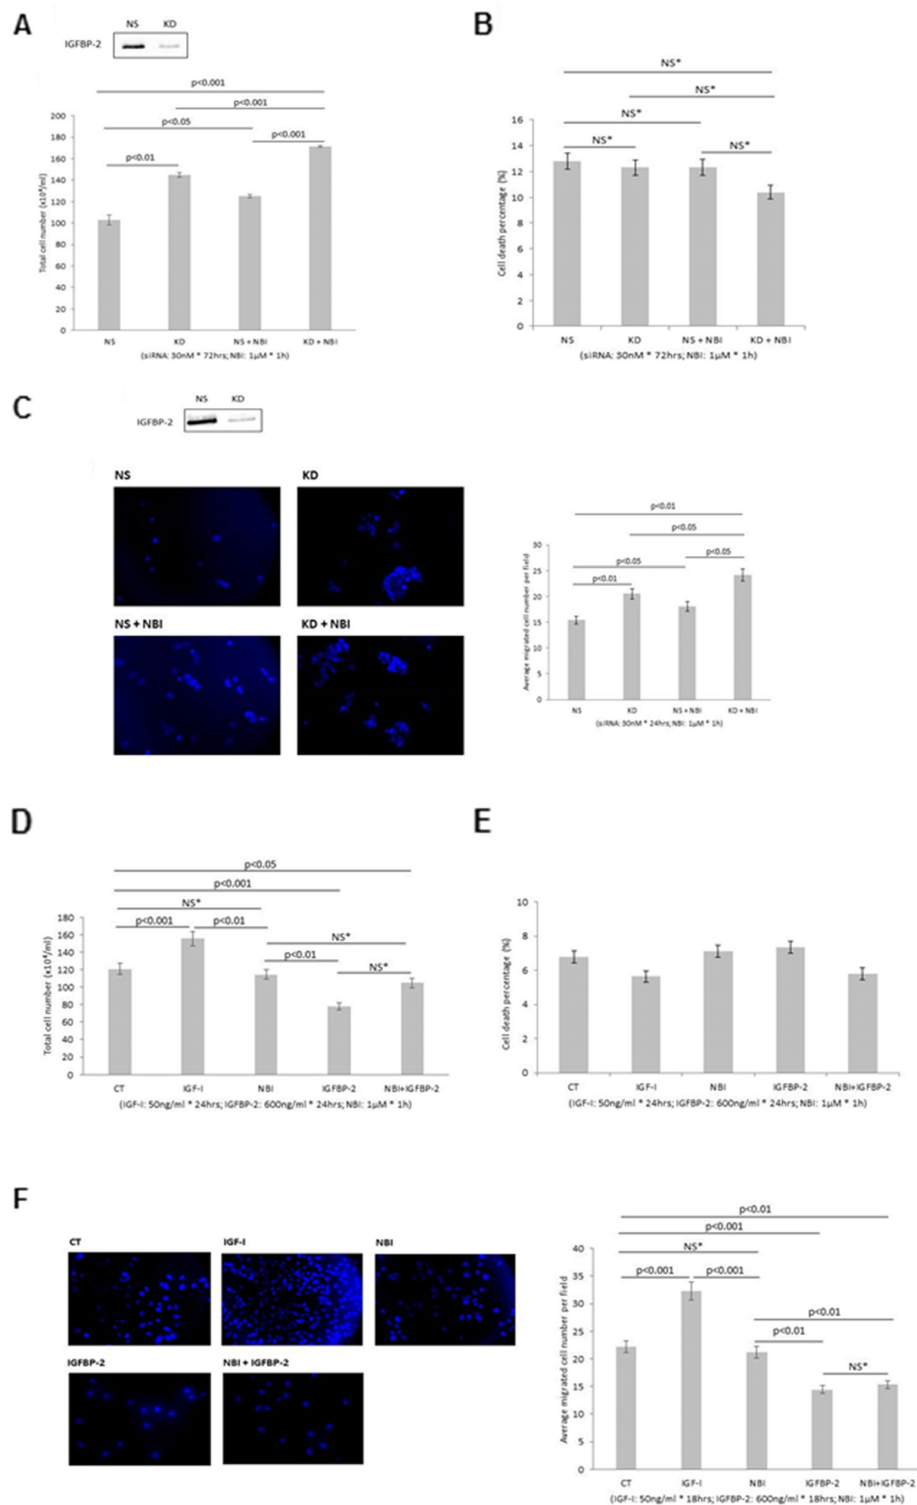 A
NS KD
IGFBP-2
p<0.001
p<0.001
p<0.05
p<0.001
p<0.01
Total cell number (x10⁴/ml)
200
180
160
140
120
100
80
60
40
20
0
NS KD NS + NBI KD + NBI
(siRNA: 30nM * 72hrs; NBI: 1µM * 1h)
B
NS*
NS*
NS*
NS* NS*
Cell death percentage (%)
16
14
12
10
8
6
4
2
0
NS KD NS + NBI KD + NBI
(siRNA: 30nM * 72hrs; NBI: 1µM * 1h)
C
NS KD
IGFBP-2
NS KD
NS + NBI KD + NBI
p<0.01
p<0.05
p<0.05
p<0.05
p<0.01
Average migrated cell number per field
30
25
20
15
10
5
0
NS KD NS + NBI KD + NBI
(siRNA: 30nM * 24hrs; NBI: 1µM * 1h)
D
p<0.05
p<0.001
NS*
p<0.001 p<0.01
NS*
p<0.01
NS*
Total cell number (x10⁴/ml)
180
160
140
120
100
80
60
40
20
0
CT IGF-I NBI IGFBP-2 NBI+IGFBP-2
(IGF-I: 50ng/ml * 24hrs; IGFBP-2: 600ng/ml * 24hrs; NBI: 1µM * 1h)
E
Cell death percentage (%)
10
8
6
4
2
0
CT IGF-I NBI IGFBP-2 NBI+IGFBP-2
(IGF-I: 50ng/ml * 24hrs; IGFBP-2: 600ng/ml * 24hrs; NBI: 1µM * 1h)
F
CT IGF-I NBI
IGFBP-2 NBI + IGFBP-2
p<0.01
p<0.001
NS*
p<0.001 p<0.001
p<0.01
p<0.01
NS*
Average migrated cell number per field
40
35
30
25
20
15
10
5
0
CT IGF-I NBI IGFBP-2 NBI+IGFBP-2
(IGF-I: 50ng/ml * 18hrs; IGFBP-2: 600ng/ml * 18hrs; NBI: 1µM * 1h)